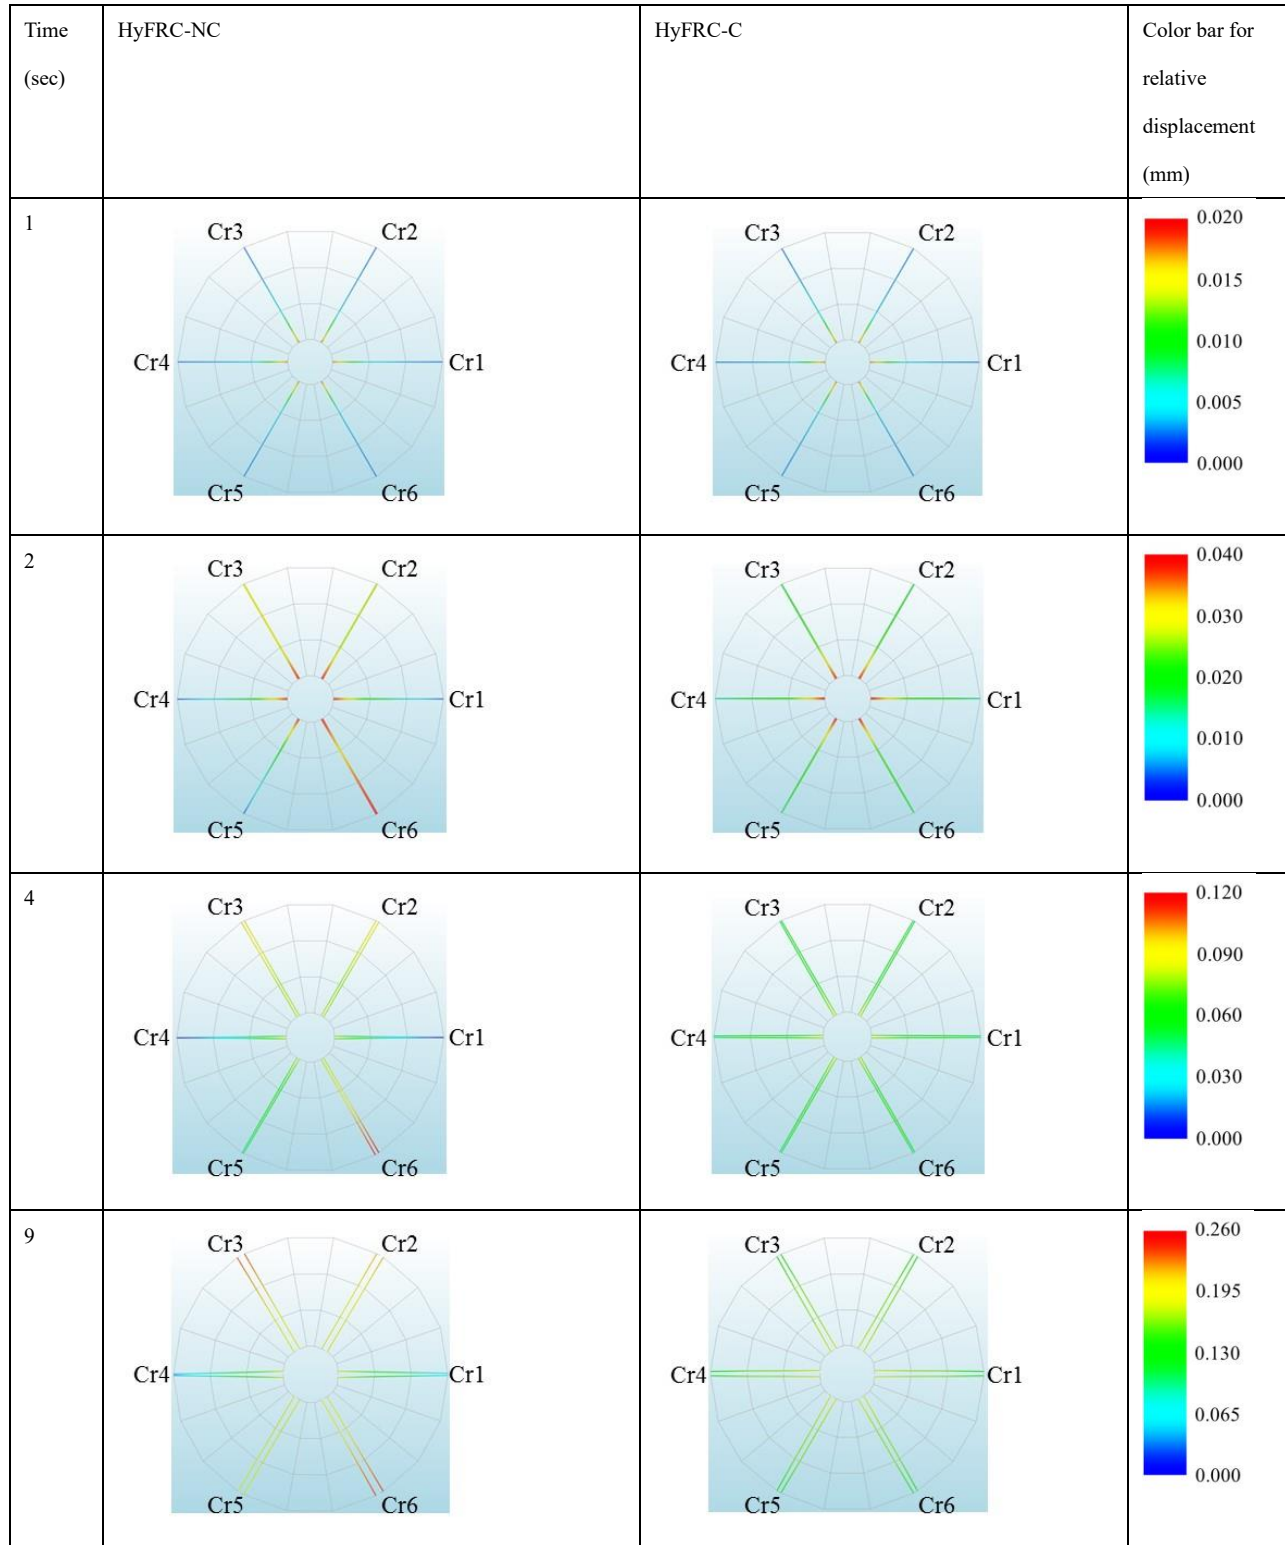 Time
(sec)
HyFRC-NC
HyFRC-C
Color bar for
relative
displacement
(mm)
1
Cr3
Cr2
Cr4
Cr1
Cr5
Cr6
Cr3
Cr2
Cr4
Cr1
Cr5
Cr6
0.020
0.015
0.010
0.005
0.000
2
Cr3
Cr2
Cr4
Cr1
Cr5
Cr6
Cr3
Cr2
Cr4
Cr1
Cr5
Cr6
0.040
0.030
0.020
0.010
0.000
4
Cr3
Cr2
Cr4
Cr1
Cr5
Cr6
Cr3
Cr2
Cr4
Cr1
Cr5
Cr6
0.120
0.090
0.060
0.030
0.000
9
Cr3
Cr2
Cr4
Cr1
Cr5
Cr6
Cr3
Cr2
Cr4
Cr1
Cr5
Cr6
0.260
0.195
0.130
0.065
0.000